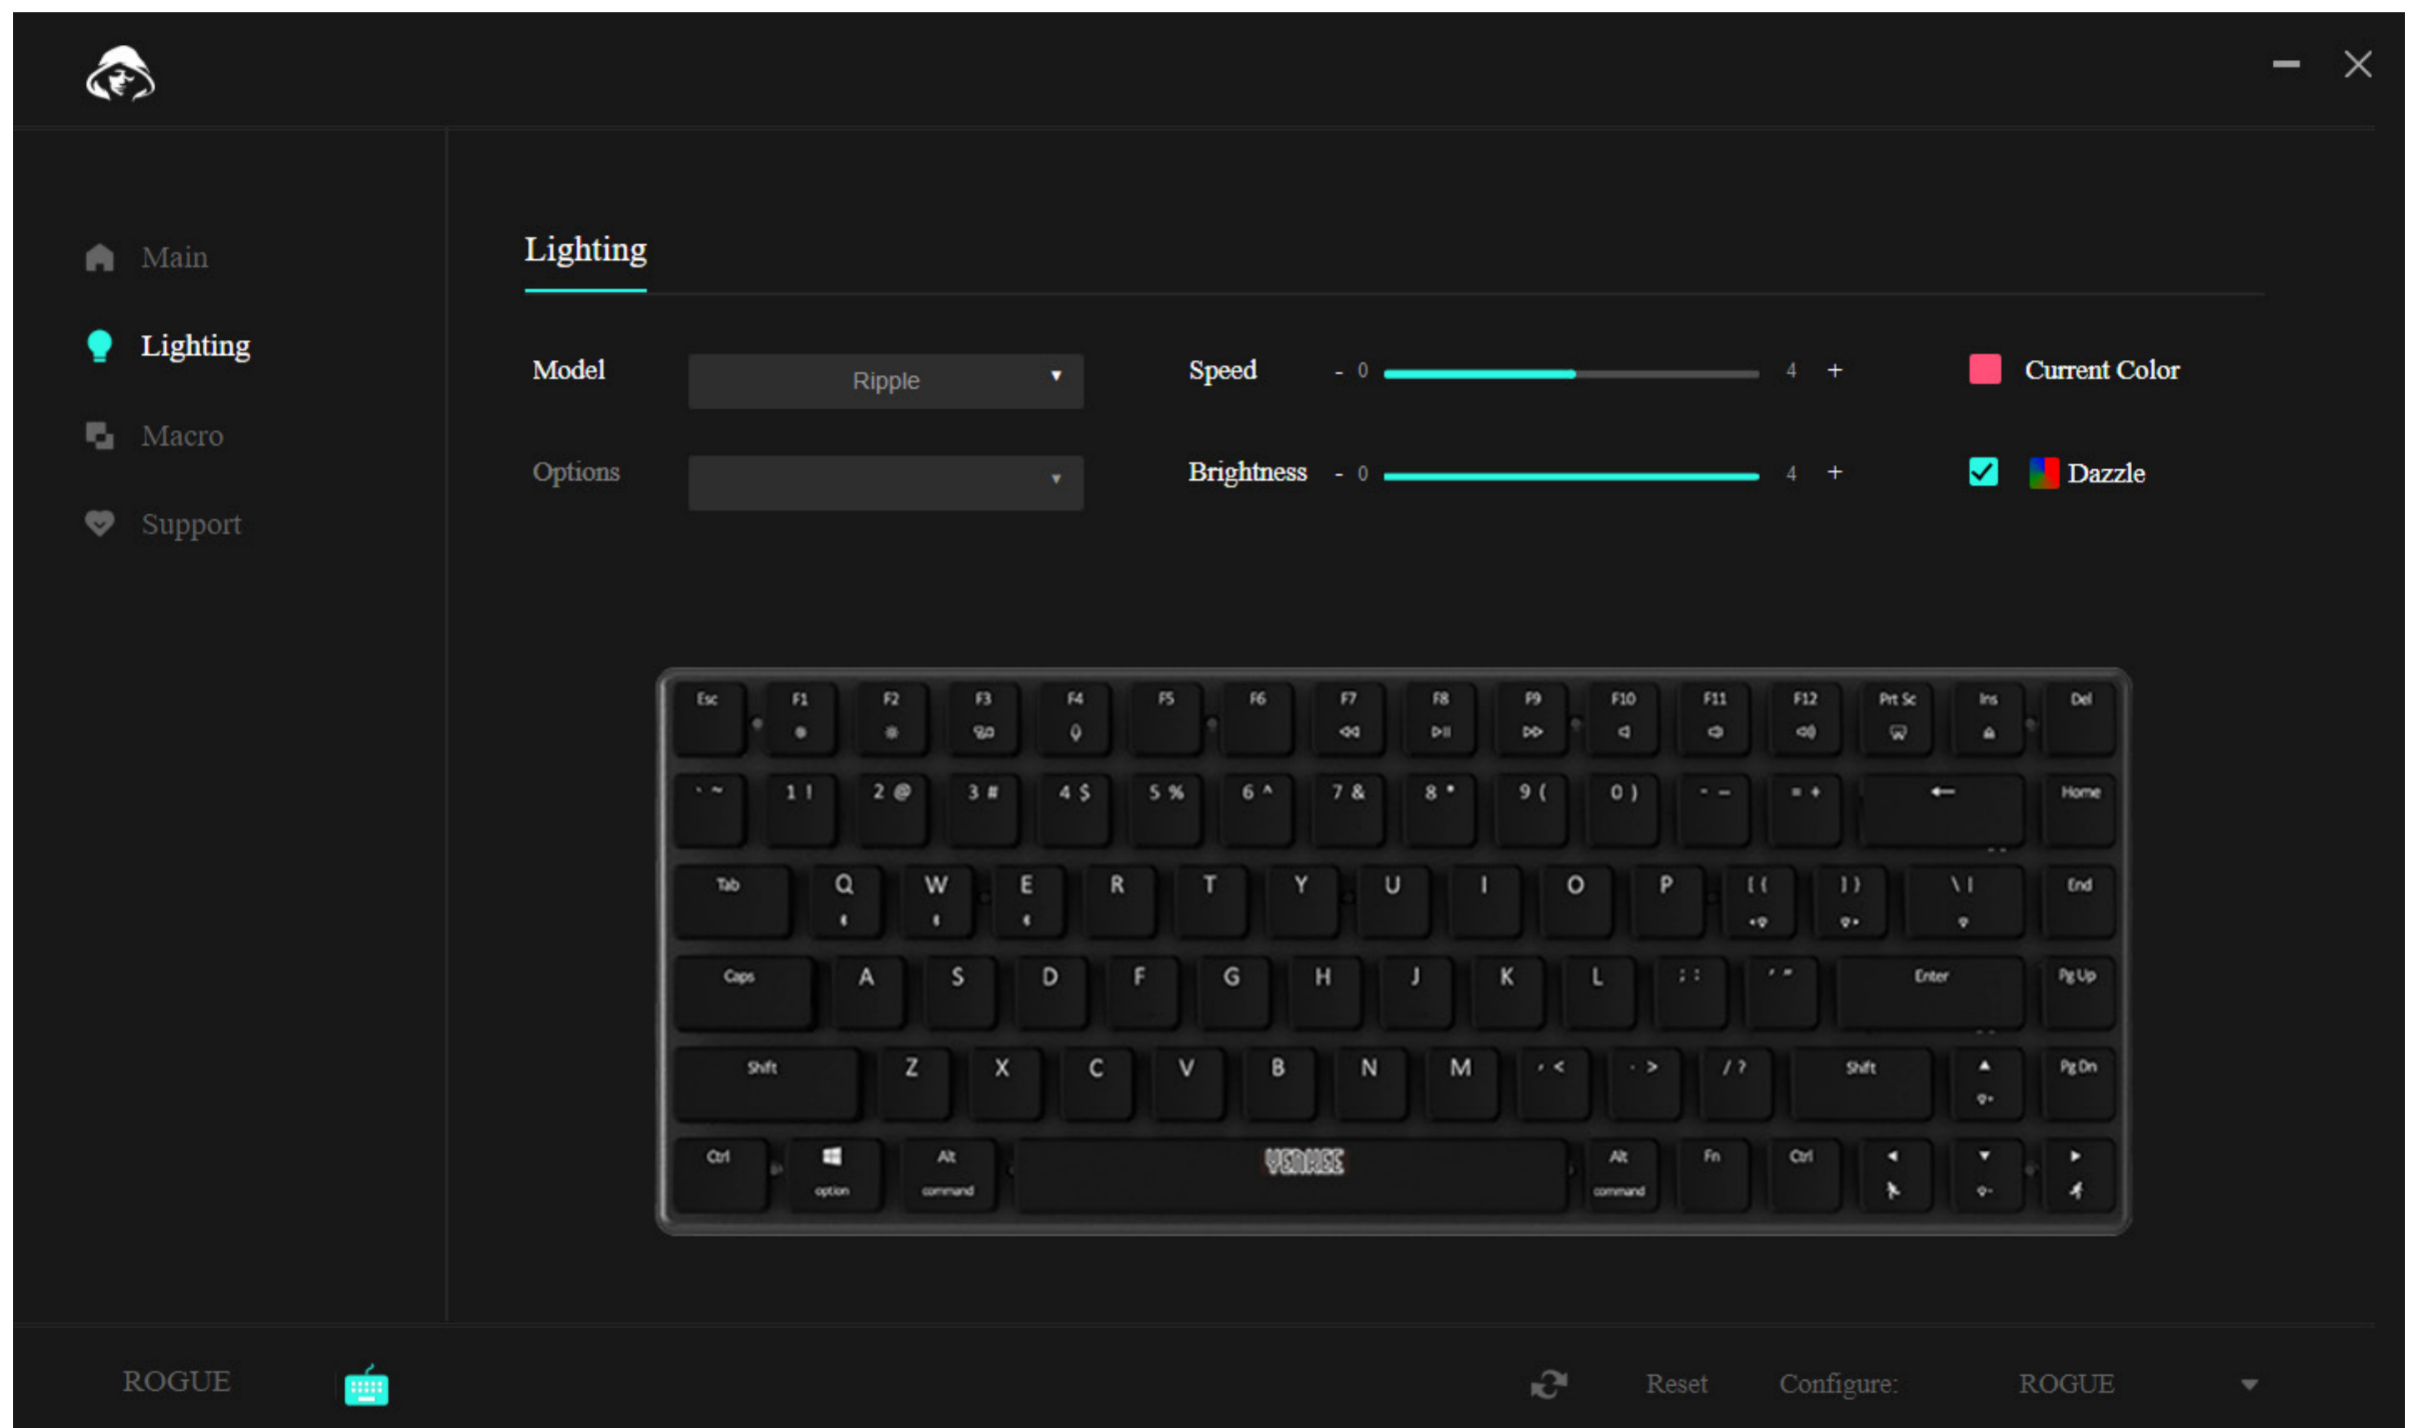 Main
Lighting
Macro
Support
Lighting
Model Ripple Speed - 0 4 + Current Color
Options Brightness - 0 4 + Dazzle
Esc F1 F2 F3 F4 F5 F6 F7 F8 F9 F10 F11 F12 Prt Sc Ins Del
` ~ 1 ! 2 @ 3 # 4 $ 5 % 6 ^ 7 & 8 * 9 ( 0 ) - _ = + ← Home
Tab Q W E R T Y U I O P [ { ] } \ | End
Caps A S D F G H J K L ; : ' " Enter Pg Up
Shift Z X C V B N M , < . > / ? Shift Pg Dn
Ctrl Alt YENKEE Alt Fn Ctrl
option command command
ROGUE Reset Configure: ROGUE